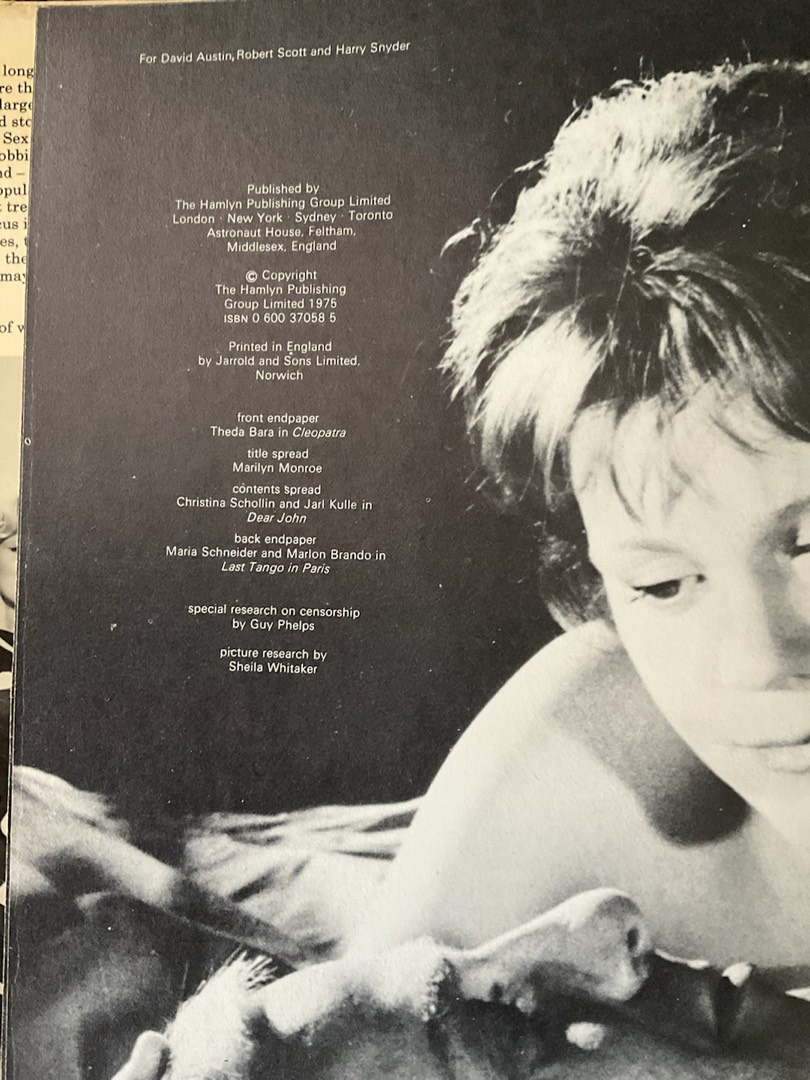 For David Austin, Robert Scott and Harry Snyder
Published by
The Hamlyn Publishing Group Limited
London · New York · Sydney · Toronto
Astronaut House, Feltham,
Middlesex, England
© Copyright
The Hamlyn Publishing
Group Limited 1975
ISBN 0 600 37058 5
Printed in England
by Jarrold and Sons Limited,
Norwich
front endpaper
Theda Bara in Cleopatra
title spread
Marilyn Monroe
contents spread
Christina Schollin and Jarl Kulle in
Dear John
back endpaper
Maria Schneider and Marlon Brando in
Last Tango in Paris
special research on censorship
by Guy Phelps
picture research by
Sheila Whitaker
long
Sex
the
of